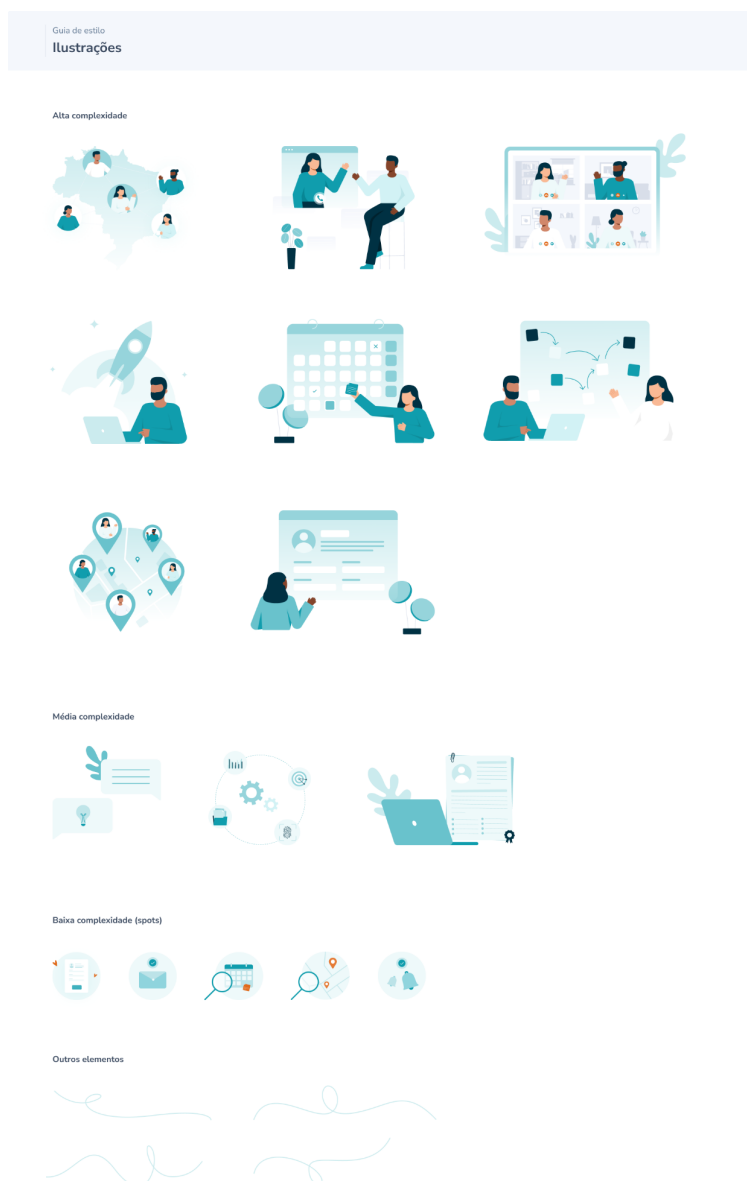 Guia de estilo
Ilustrações
Alta complexidade
Média complexidade
Baixa complexidade (spots)
Outros elementos